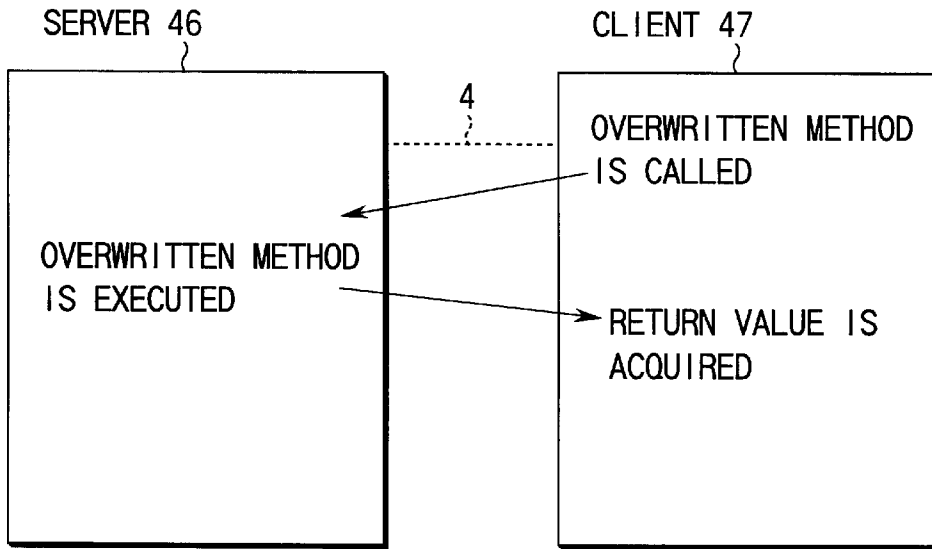 SERVER 46
CLIENT 47
4
OVERWRITTEN METHOD
IS CALLED
OVERWRITTEN METHOD
IS EXECUTED
RETURN VALUE IS
ACQUIRED